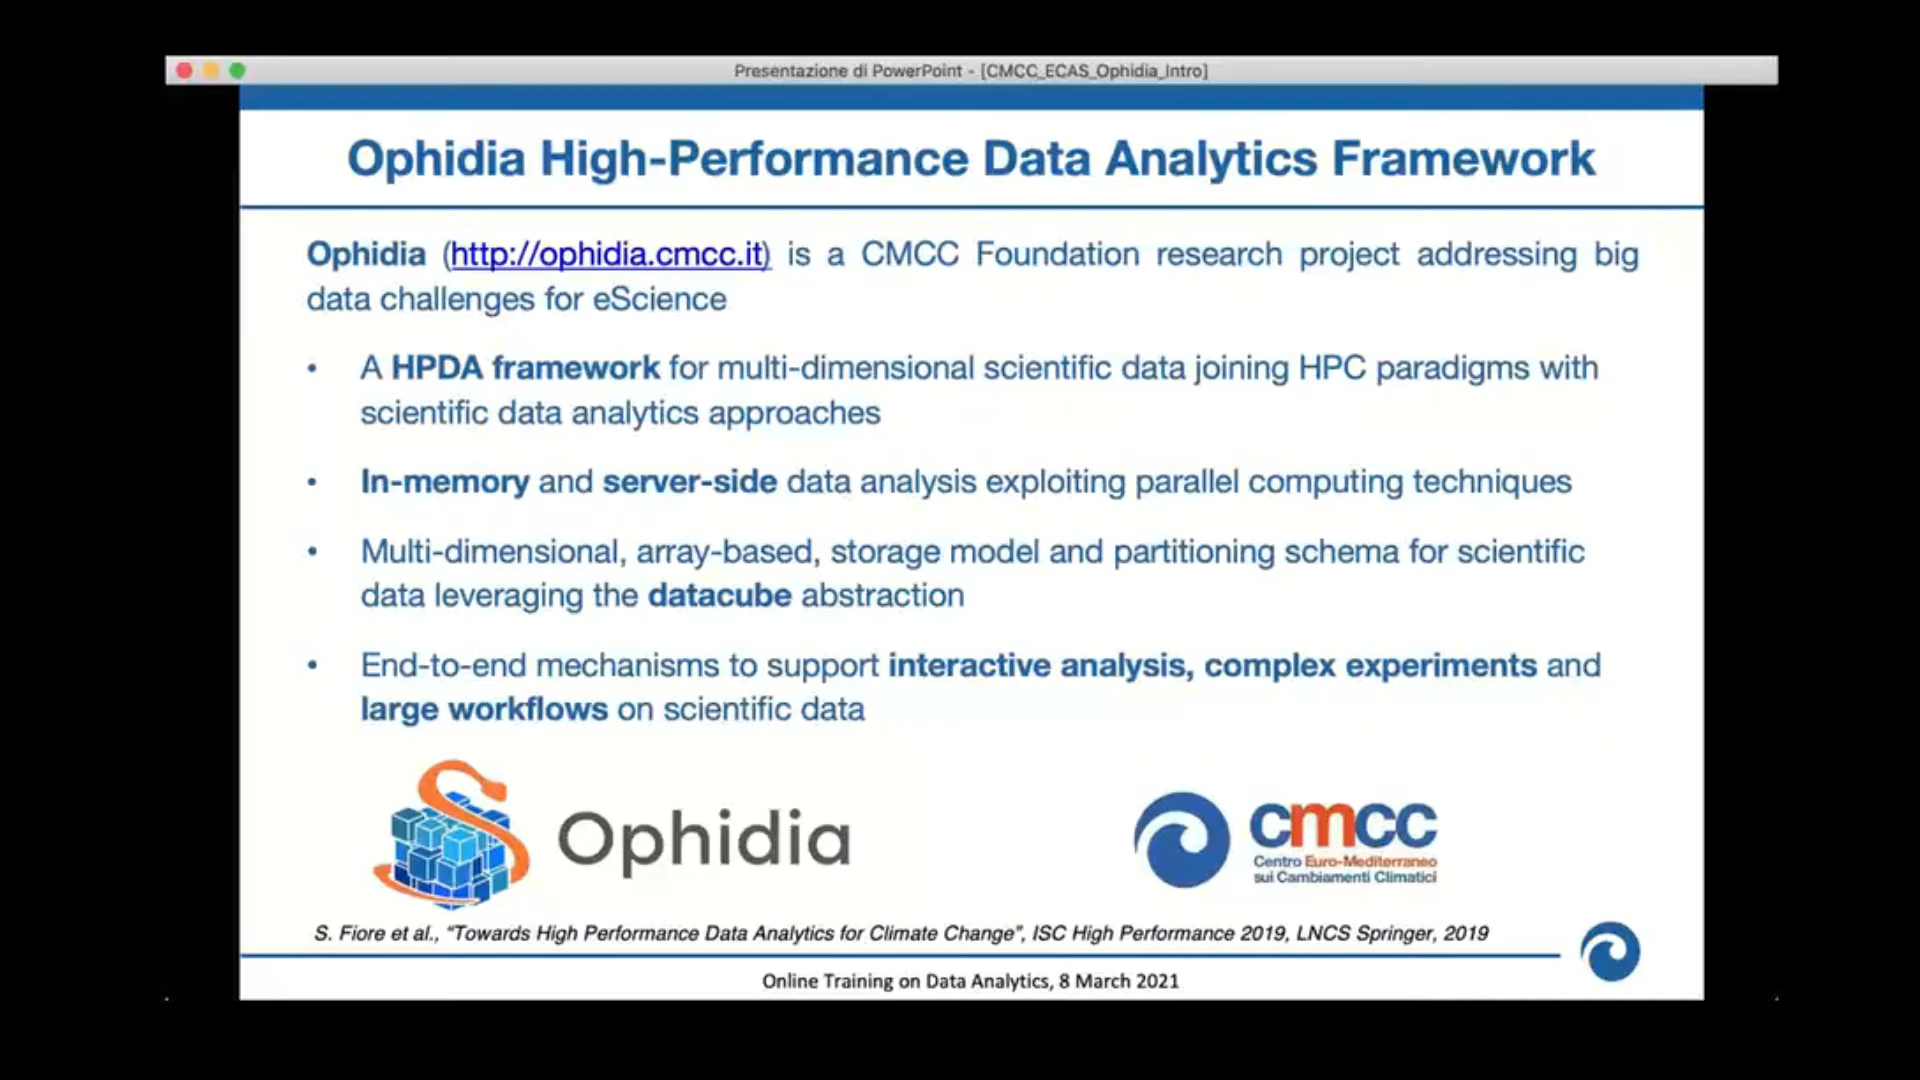 Presentazione di PowerPoint - [CMCC_ECAS_Ophidia_Intro]
Ophidia High-Performance Data Analytics Framework
Ophidia (http://ophidia.cmcc.it) is a CMCC Foundation research project addressing big
data challenges for eScience
• A HPDA framework for multi-dimensional scientific data joining HPC paradigms with
scientific data analytics approaches
• In-memory and server-side data analysis exploiting parallel computing techniques
• Multi-dimensional, array-based, storage model and partitioning schema for scientific
data leveraging the datacube abstraction
• End-to-end mechanisms to support interactive analysis, complex experiments and
large workflows on scientific data
Ophidia
cmcc
Centro Euro-Mediterraneo
sui Cambiamenti Climatici
S. Fiore et al., “Towards High Performance Data Analytics for Climate Change”, ISC High Performance 2019, LNCS Springer, 2019
Online Training on Data Analytics, 8 March 2021